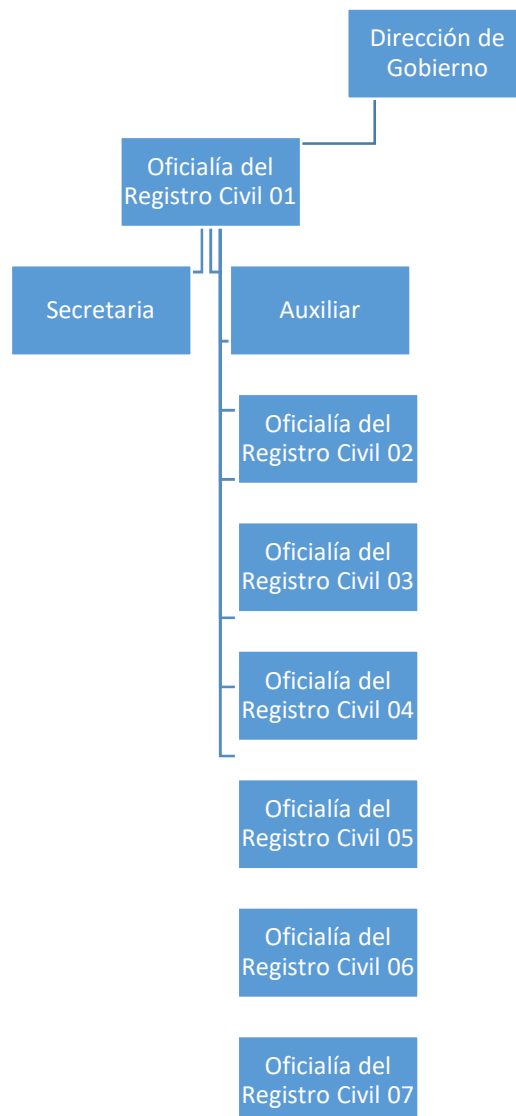 Dirección de
Gobierno
Oficialía del
Registro Civil 01
Secretaria
Auxiliar
Oficialía del
Registro Civil 02
Oficialía del
Registro Civil 03
Oficialía del
Registro Civil 04
Oficialía del
Registro Civil 05
Oficialía del
Registro Civil 06
Oficialía del
Registro Civil 07